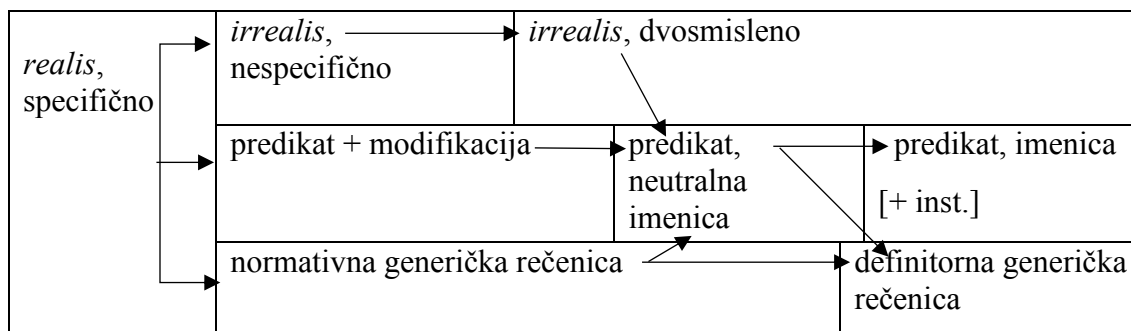 realis,
specifično
irrealis,
nespecifično
irrealis, dvosmisleno
predikat + modifikacija
predikat,
neutralna
imenica
predikat, imenica
[+ inst.]
normativna generička rečenica
definitorna generička
rečenica